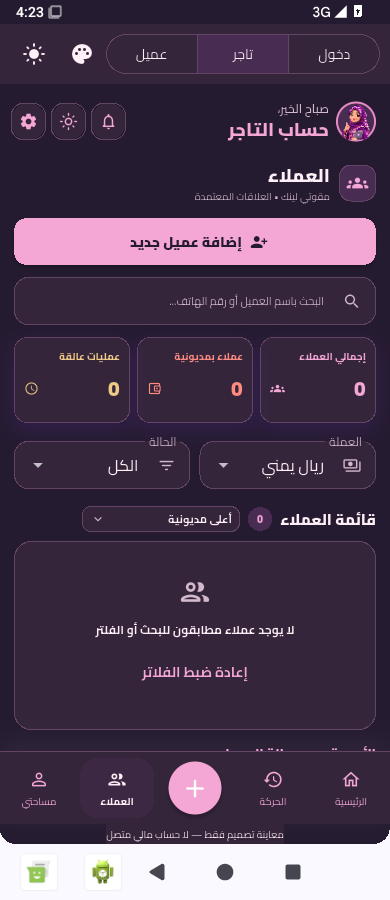 4:23 3G
دخول
تاجر
عميل
صباح الخير،
حساب التاجر
العملاء
مقوتي لينك • العلاقات المعتمدة
إضافة عميل جديد
البحث باسم العميل أو رقم الهاتف...
إجمالي العملاء
0
عملاء بمديونية
0
عمليات عالقة
0
العملة
ريال يمني
الحالة
الكل
قائمة العملاء 0
أعلى مديونية
لا يوجد عملاء مطابقون للبحث أو الفلتر
إعادة ضبط الفلاتر
الرئيسية
الحركة
العملاء
مساحتي
معاينة تصميم فقط — لا حساب مالي متصل